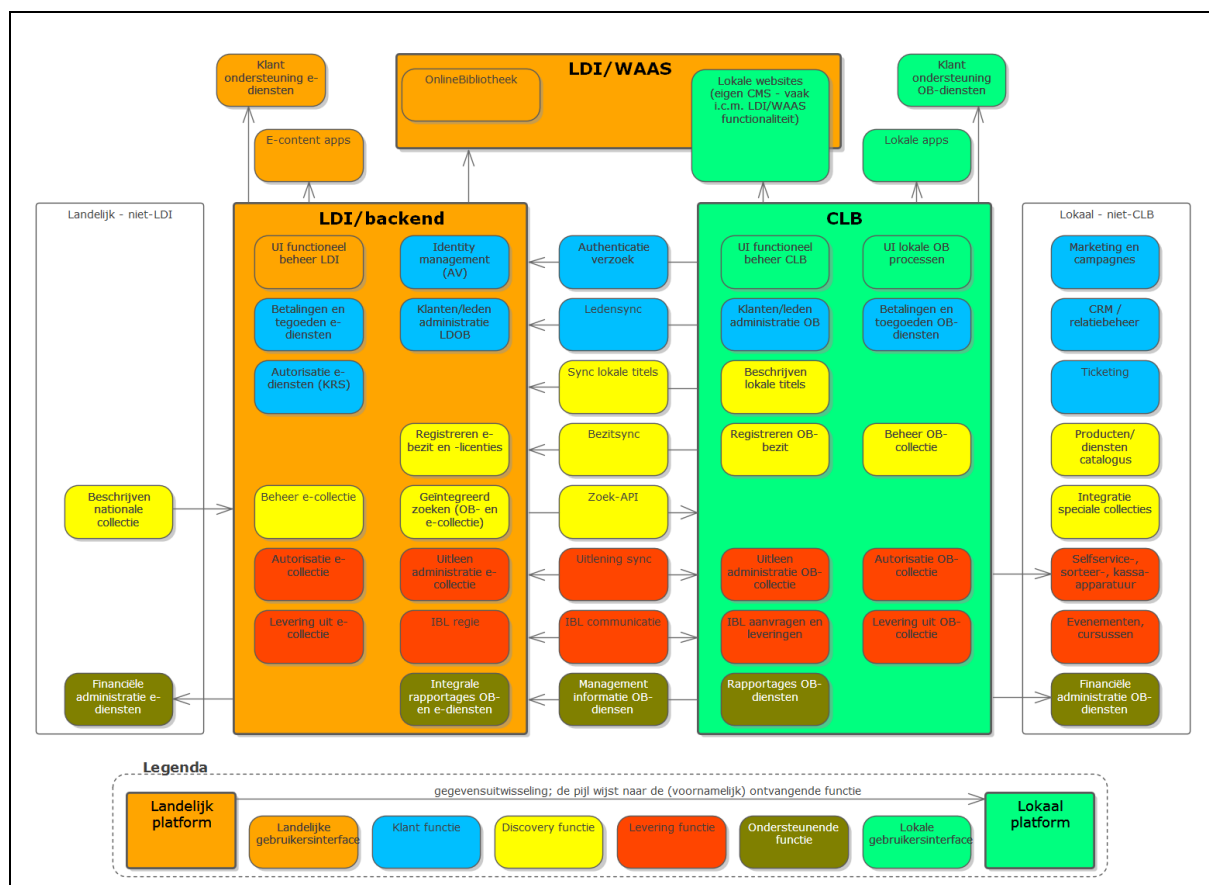 Klant
ondersteuning e-
diensten
LDI/WAAS
OnlineBibliotheek
Lokale websites
(eigen CMS - vaak
i.c.m. LDI/WAAS
functionaliteit)
Klant
ondersteuning
OB-diensten
E-content apps
Lokale apps
Landelijk - niet-LDI
LDI/backend
CLB
Lokaal - niet-CLB
UI functioneel
beheer LDI
Identity
management
(AV)
Authenticatie
verzoek
UI functioneel
beheer CLB
UI lokale OB
processen
Marketing en
campagnes
Betalingen en
tegoeden e-
diensten
Klanten/leden
administratie
LDOB
Ledensync
Klanten/leden
administratie OB
Betalingen en
toegoeden OB-
diensten
CRM /
relatiebeheer
Autorisatie e-
diensten (KRS)
Sync lokale titels
Beschrijven
lokale titels
Ticketing
Registreren e-
bezit en -licenties
Bezitsync
Registreren OB-
bezit
Beheer OB-
collectie
Producten/
diensten
catalogus
Beschrijven
nationale
collectie
Beheer e-collectie
Geïntegreerd
zoeken (OB- en
e-collectie)
Zoek-API
Integratie
speciale collecties
Autorisatie e-
collectie
Uitleen
administratie e-
collectie
Uitlening sync
Uitleen
administratie OB-
collectie
Autorisatie OB-
collectie
Selfservice-,
sorteer-, kassa-
apparatuur
Levering uit e-
collectie
IBL regie
IBL communicatie
IBL aanvragen en
leveringen
Levering uit OB-
collectie
Evenementen,
cursussen
Financiële
administratie e-
diensten
Integrale
rapportages OB-
en e-diensten
Management
informatie OB-
diensen
Rapportages OB-
diensten
Financiële
administratie OB-
diensten
Legenda
gegevensuitwisseling; de pijl wijst naar de (voornamelijk) ontvangende functie
Landelijk
platform
Landelijke
gebruikersinterface
Klant functie
Discovery functie
Levering functie
Ondersteunende
functie
Lokale
gebruikersinterface
Lokaal
platform